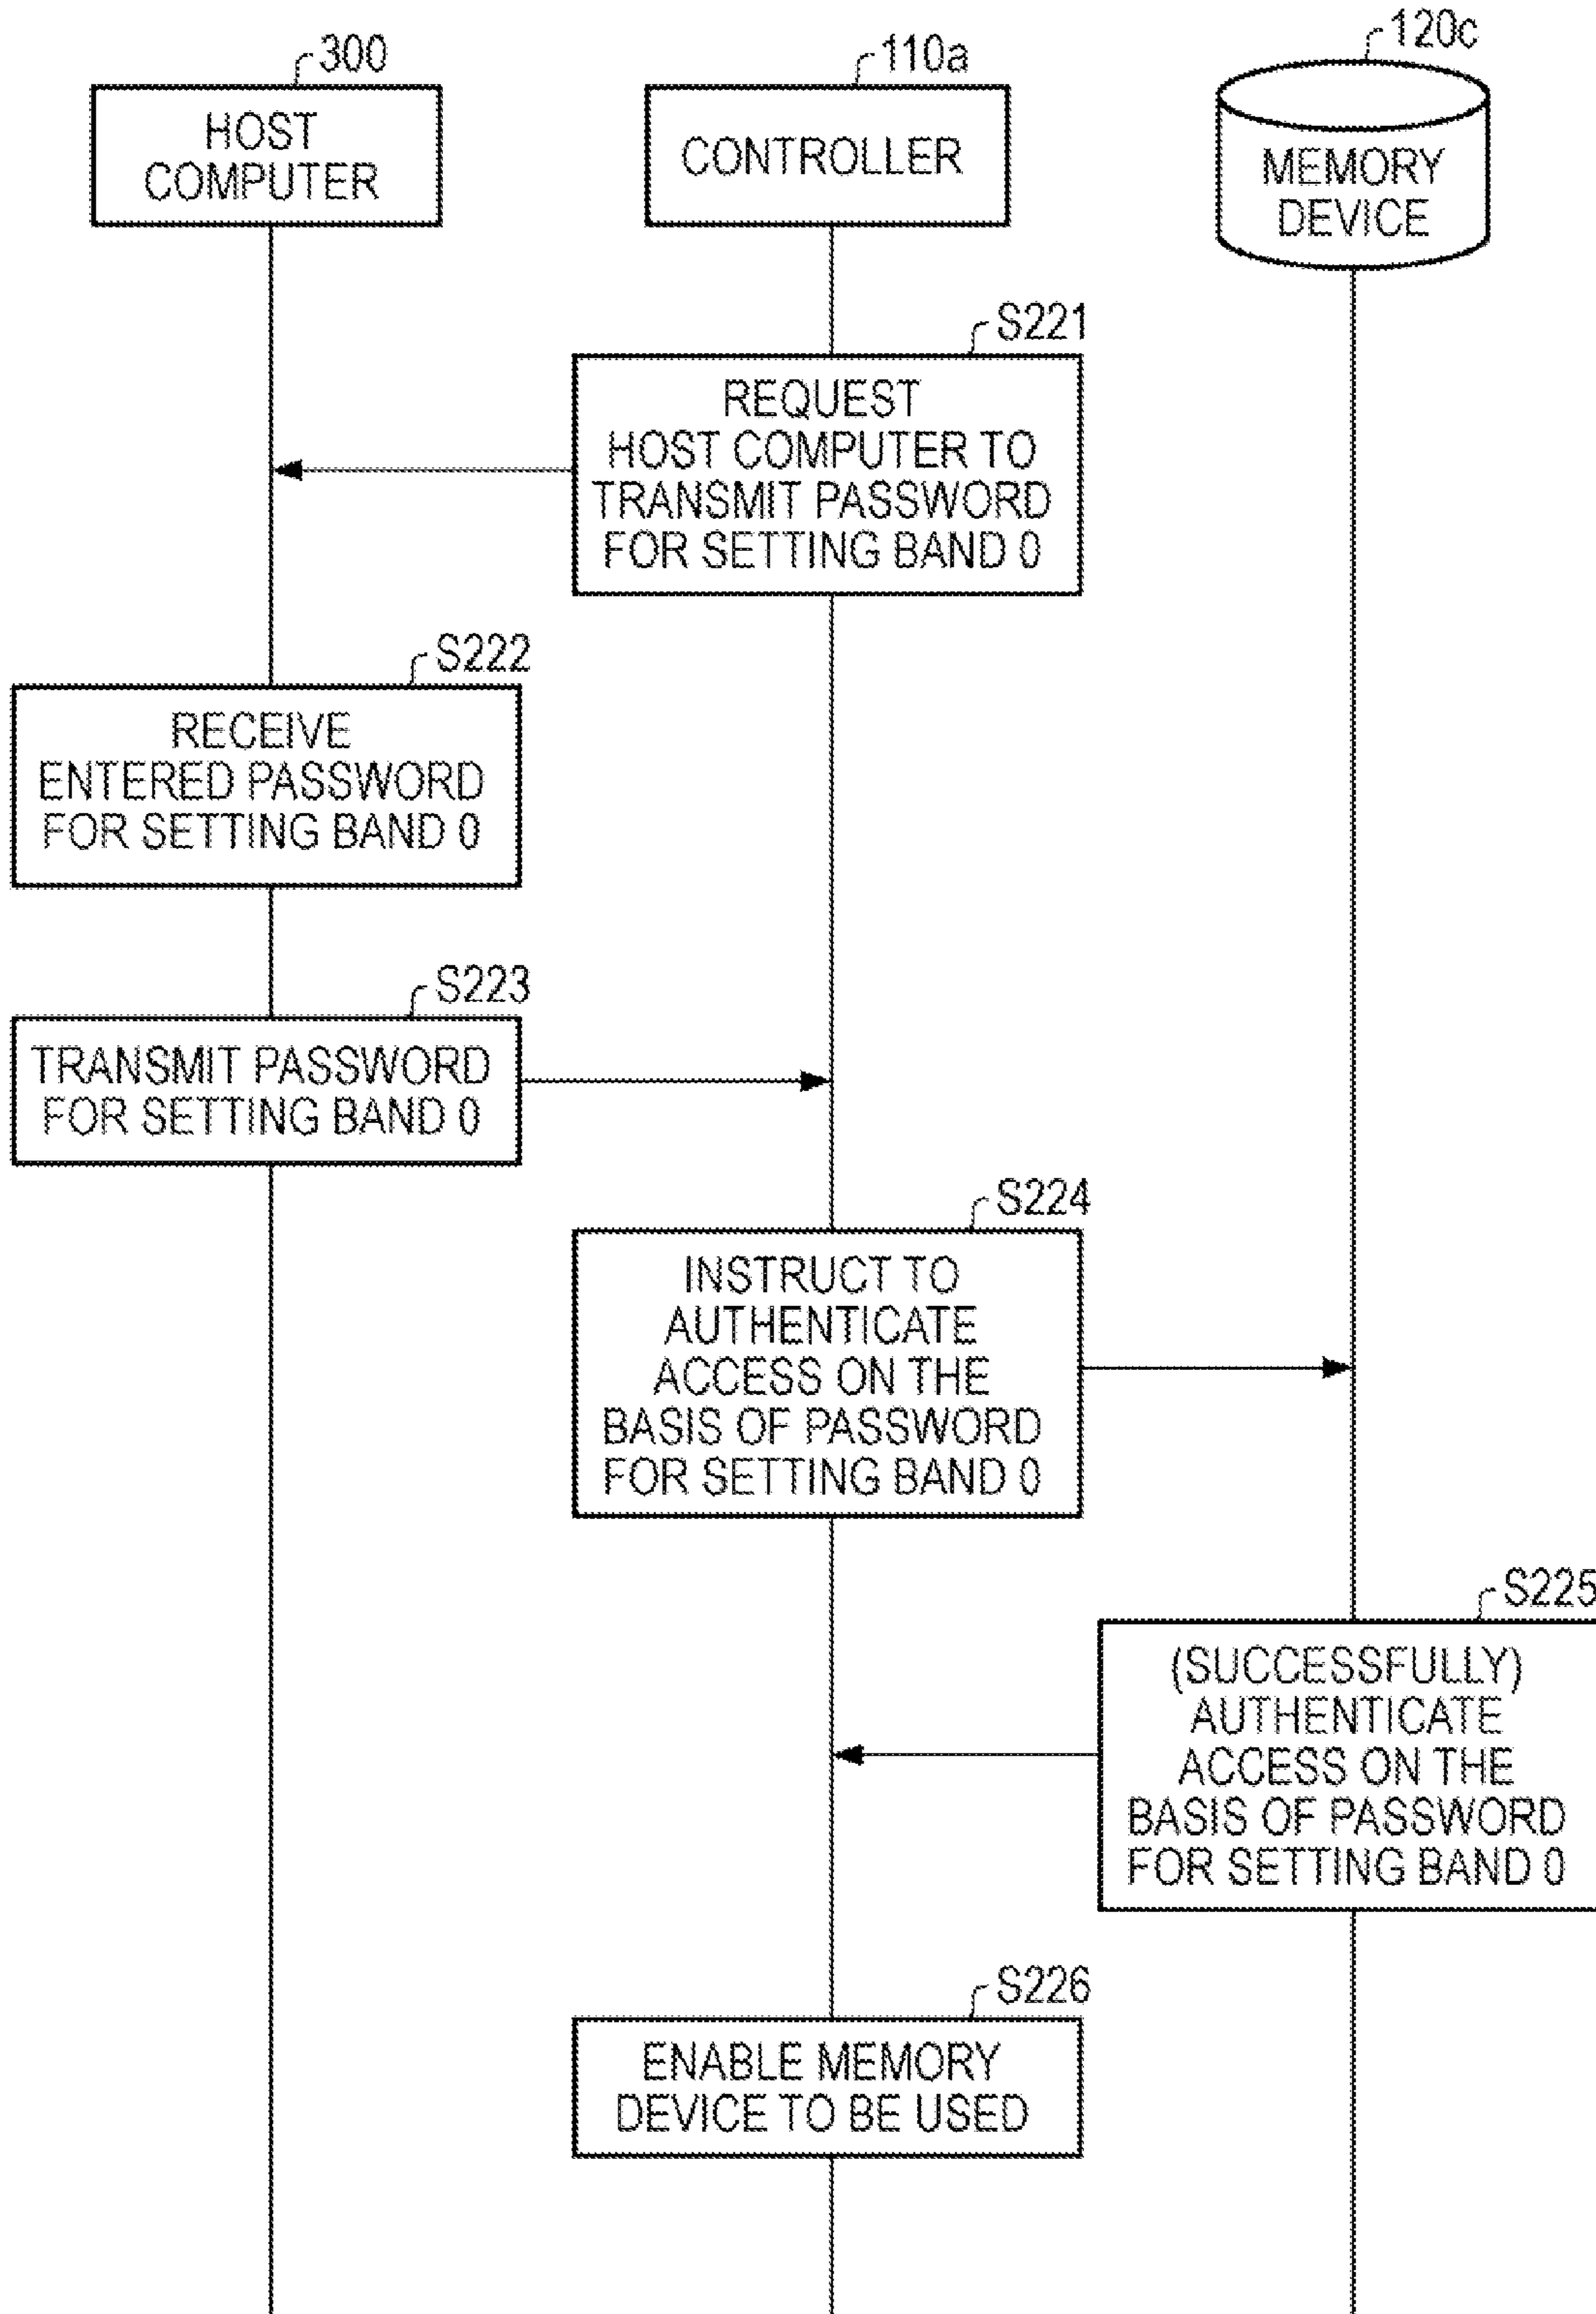 300
HOST
COMPUTER
110a
CONTROLLER
120c
MEMORY
DEVICE
S221
REQUEST
HOST COMPUTER TO
TRANSMIT PASSWORD
FOR SETTING BAND 0
S222
RECEIVE
ENTERED PASSWORD
FOR SETTING BAND 0
S223
TRANSMIT PASSWORD
FOR SETTING BAND 0
S224
INSTRUCT TO
AUTHENTICATE
ACCESS ON THE
BASIS OF PASSWORD
FOR SETTING BAND 0
S225
(SUCCESSFULLY)
AUTHENTICATE
ACCESS ON THE
BASIS OF PASSWORD
FOR SETTING BAND 0
S226
ENABLE MEMORY
DEVICE TO BE USED